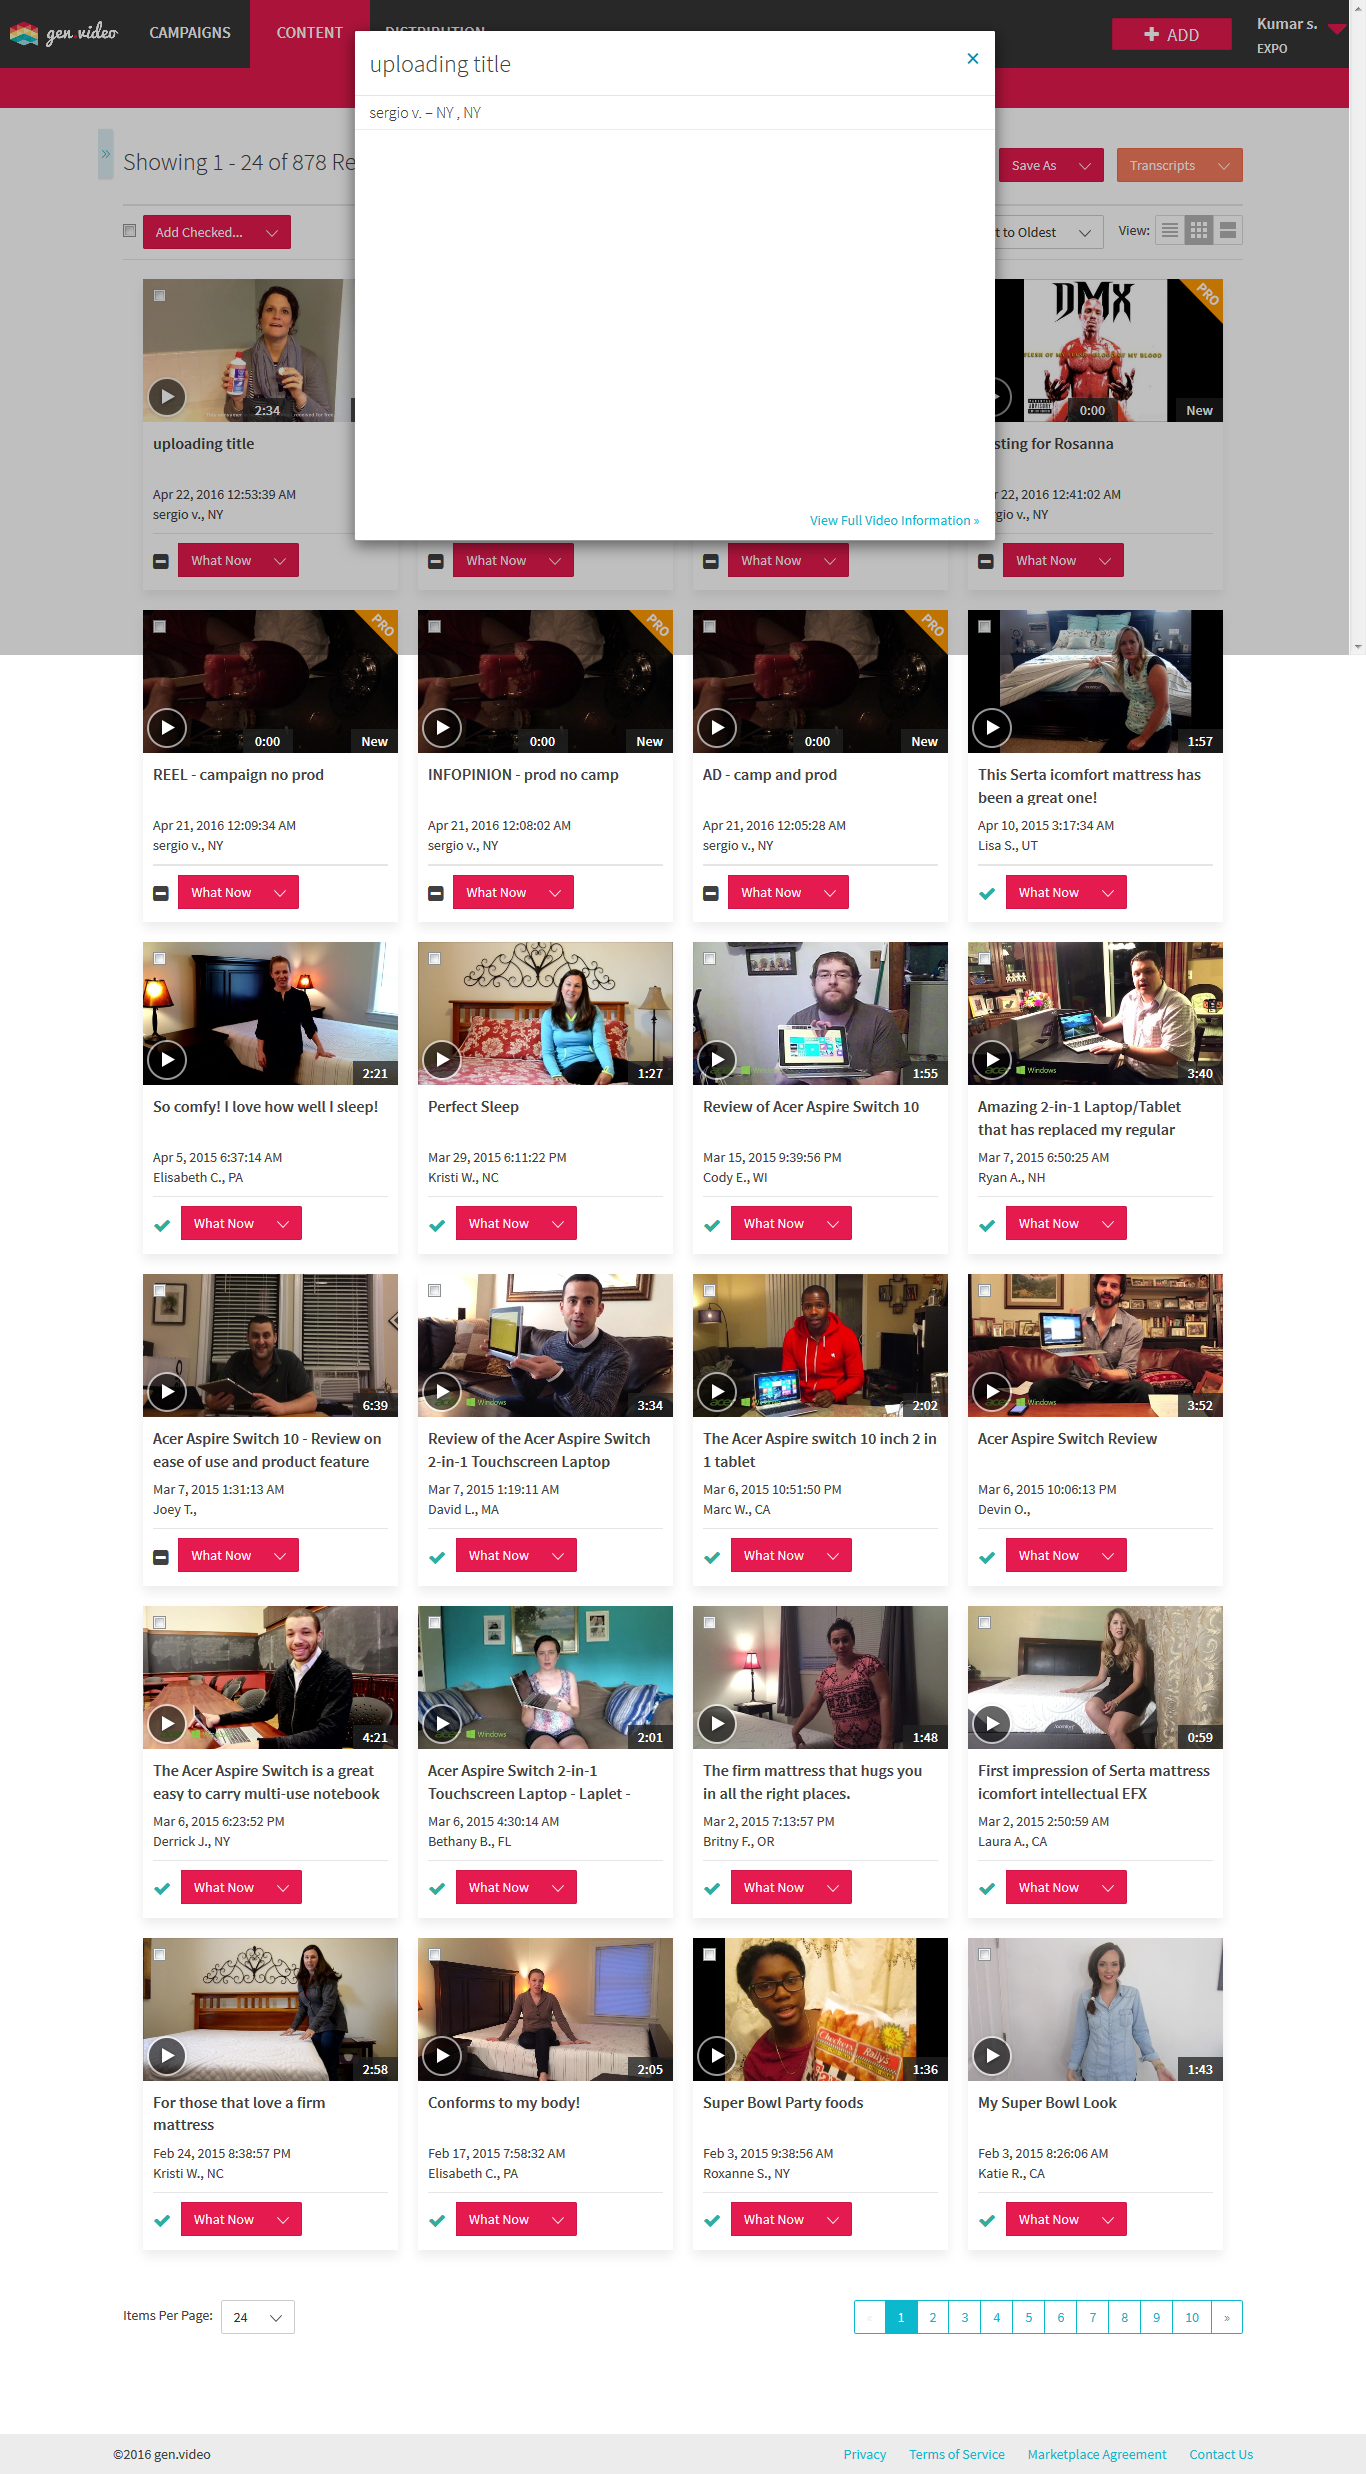 gen.video
CAMPAIGNS
CONTENT
DISTRIBUTION
ADD
Kumar s.
EXPO
uploading title
sergio v. – NY , NY
View Full Video Information »
Showing 1 - 24 of 878 Re
Save As
Transcripts
Add Checked...
t to Oldest
View:
2:34
DMX
FLESH OF MY FLESH BLOOD OF MY BLOOD
PRO
0:00
New
uploading title
sting for Rosanna
Apr 22, 2016 12:53:39 AM
r 22, 2016 12:41:02 AM
sergio v., NY
gio v., NY
What Now
What Now
What Now
What Now
PRO
PRO
PRO
0:00
New
0:00
New
0:00
New
1:57
REEL - campaign no prod
INFOPINION - prod no camp
AD - camp and prod
This Serta icomfort mattress has
been a great one!
Apr 21, 2016 12:09:34 AM
Apr 21, 2016 12:08:02 AM
Apr 21, 2016 12:05:28 AM
Apr 10, 2015 3:17:34 AM
sergio v., NY
sergio v., NY
sergio v., NY
Lisa S., UT
What Now
What Now
What Now
What Now
2:21
1:27
acer
Windows
1:55
acer
Windows
3:40
So comfy! I love how well I sleep!
Perfect Sleep
Review of Acer Aspire Switch 10
Amazing 2-in-1 Laptop/Tablet
that has replaced my regular
Apr 5, 2015 6:37:14 AM
Mar 29, 2015 6:11:22 PM
Mar 15, 2015 9:39:56 PM
Mar 7, 2015 6:50:25 AM
Elisabeth C., PA
Kristi W., NC
Cody E., WI
Ryan A., NH
What Now
What Now
What Now
What Now
6:39
acer
Windows
3:34
acer
Windows
2:02
acer
Windows
3:52
Acer Aspire Switch 10 - Review on
ease of use and product feature
Review of the Acer Aspire Switch
2-in-1 Touchscreen Laptop
The Acer Aspire switch 10 inch 2 in
1 tablet
Acer Aspire Switch Review
Mar 7, 2015 1:31:13 AM
Mar 7, 2015 1:19:11 AM
Mar 6, 2015 10:51:50 PM
Mar 6, 2015 10:06:13 PM
Joey T.,
David L., MA
Marc W., CA
Devin O.,
What Now
What Now
What Now
What Now
4:21
acer
Windows
2:01
1:48
0:59
The Acer Aspire Switch is a great
easy to carry multi-use notebook
Acer Aspire Switch 2-in-1
Touchscreen Laptop - Laplet -
The firm mattress that hugs you
in all the right places.
First impression of Serta mattress
icomfort intellectual EFX
Mar 6, 2015 6:23:52 PM
Mar 6, 2015 4:30:14 AM
Mar 2, 2015 7:13:57 PM
Mar 2, 2015 2:50:59 AM
Derrick J., NY
Bethany B., FL
Britny F., OR
Laura A., CA
What Now
What Now
What Now
What Now
2:58
2:05
Checkers
Rallys
1:36
1:43
For those that love a firm
mattress
Conforms to my body!
Super Bowl Party foods
My Super Bowl Look
Feb 24, 2015 8:38:57 PM
Feb 17, 2015 7:58:32 AM
Feb 3, 2015 9:38:56 AM
Feb 3, 2015 8:26:06 AM
Kristi W., NC
Elisabeth C., PA
Roxanne S., NY
Katie R., CA
What Now
What Now
What Now
What Now
Items Per Page:
24
« 1 2 3 4 5 6 7 8 9 10 »
©2016 gen.video
Privacy
Terms of Service
Marketplace Agreement
Contact Us